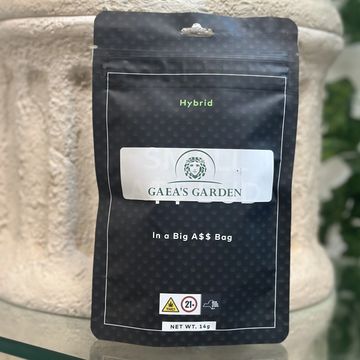 Hybrid
GAEA'S GARDEN
In a Big A$$ Bag
21+
NET WT. 14g